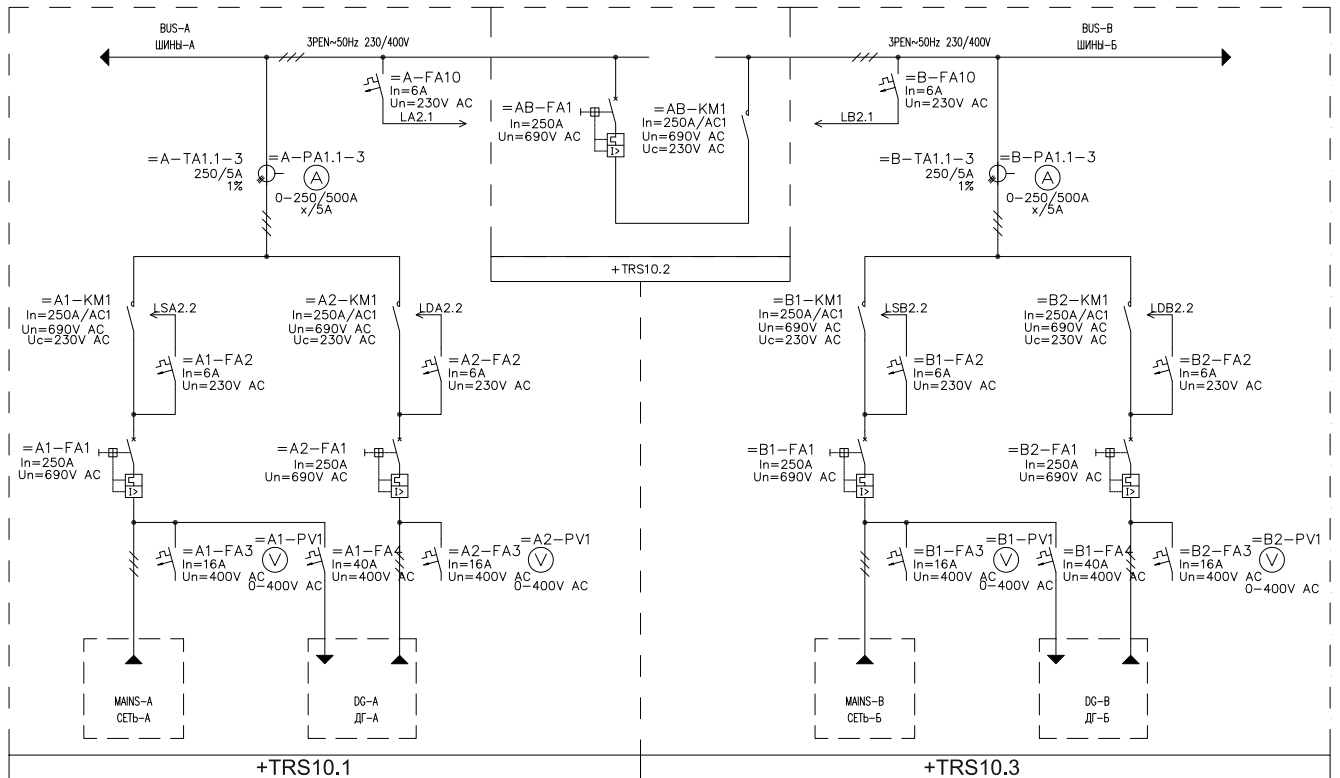 BUS-A
ШИНЫ-А
3PEN~50Hz 230/400V
=A-FA10
In=6A
Un=230V AC
LA2.1
=A-TA1.1-3
250/5A
1%
=A-PA1.1-3
A
0-250/500A
x/5A
=AB-FA1
In=250A
Un=690V AC
I>
=AB-KM1
In=250A/AC1
Un=690V AC
Uc=230V AC
+TRS10.2
3PEN~50Hz 230/400V
BUS-B
ШИНЫ-Б
=B-FA10
In=6A
Un=230V AC
LB2.1
=B-TA1.1-3
250/5A
1%
=B-PA1.1-3
A
0-250/500A
x/5A
=A1-KM1
In=250A/AC1
Un=690V AC
Uc=230V AC
LSA2.2
=A1-FA2
In=6A
Un=230V AC
=A2-KM1
In=250A/AC1
Un=690V AC
Uc=230V AC
LDA2.2
=A2-FA2
In=6A
Un=230V AC
=B1-KM1
In=250A/AC1
Un=690V AC
Uc=230V AC
LSB2.2
=B1-FA2
In=6A
Un=230V AC
=B2-KM1
In=250A/AC1
Un=690V AC
Uc=230V AC
LDB2.2
=B2-FA2
In=6A
Un=230V AC
=A1-FA1
In=250A
Un=690V AC
I>
=A2-FA1
In=250A
Un=690V AC
I>
=B1-FA1
In=250A
Un=690V AC
I>
=B2-FA1
In=250A
Un=690V AC
I>
=A1-FA3
In=16A
Un=400V AC
=A1-PV1
V
0-400V AC
=A1-FA4
In=40A
Un=400V AC
=A2-FA3
In=16A
Un=400V AC
=A2-PV1
V
0-400V AC
=B1-FA3
In=16A
Un=400V AC
=B1-PV1
V
0-400V AC
=B1-FA4
In=40A
Un=400V AC
=B2-FA3
In=16A
Un=400V AC
=B2-PV1
V
0-400V AC
MAINS-A
СЕТЬ-А
DG-A
ДГ-А
MAINS-B
СЕТЬ-Б
DG-B
ДГ-Б
+TRS10.1
+TRS10.3